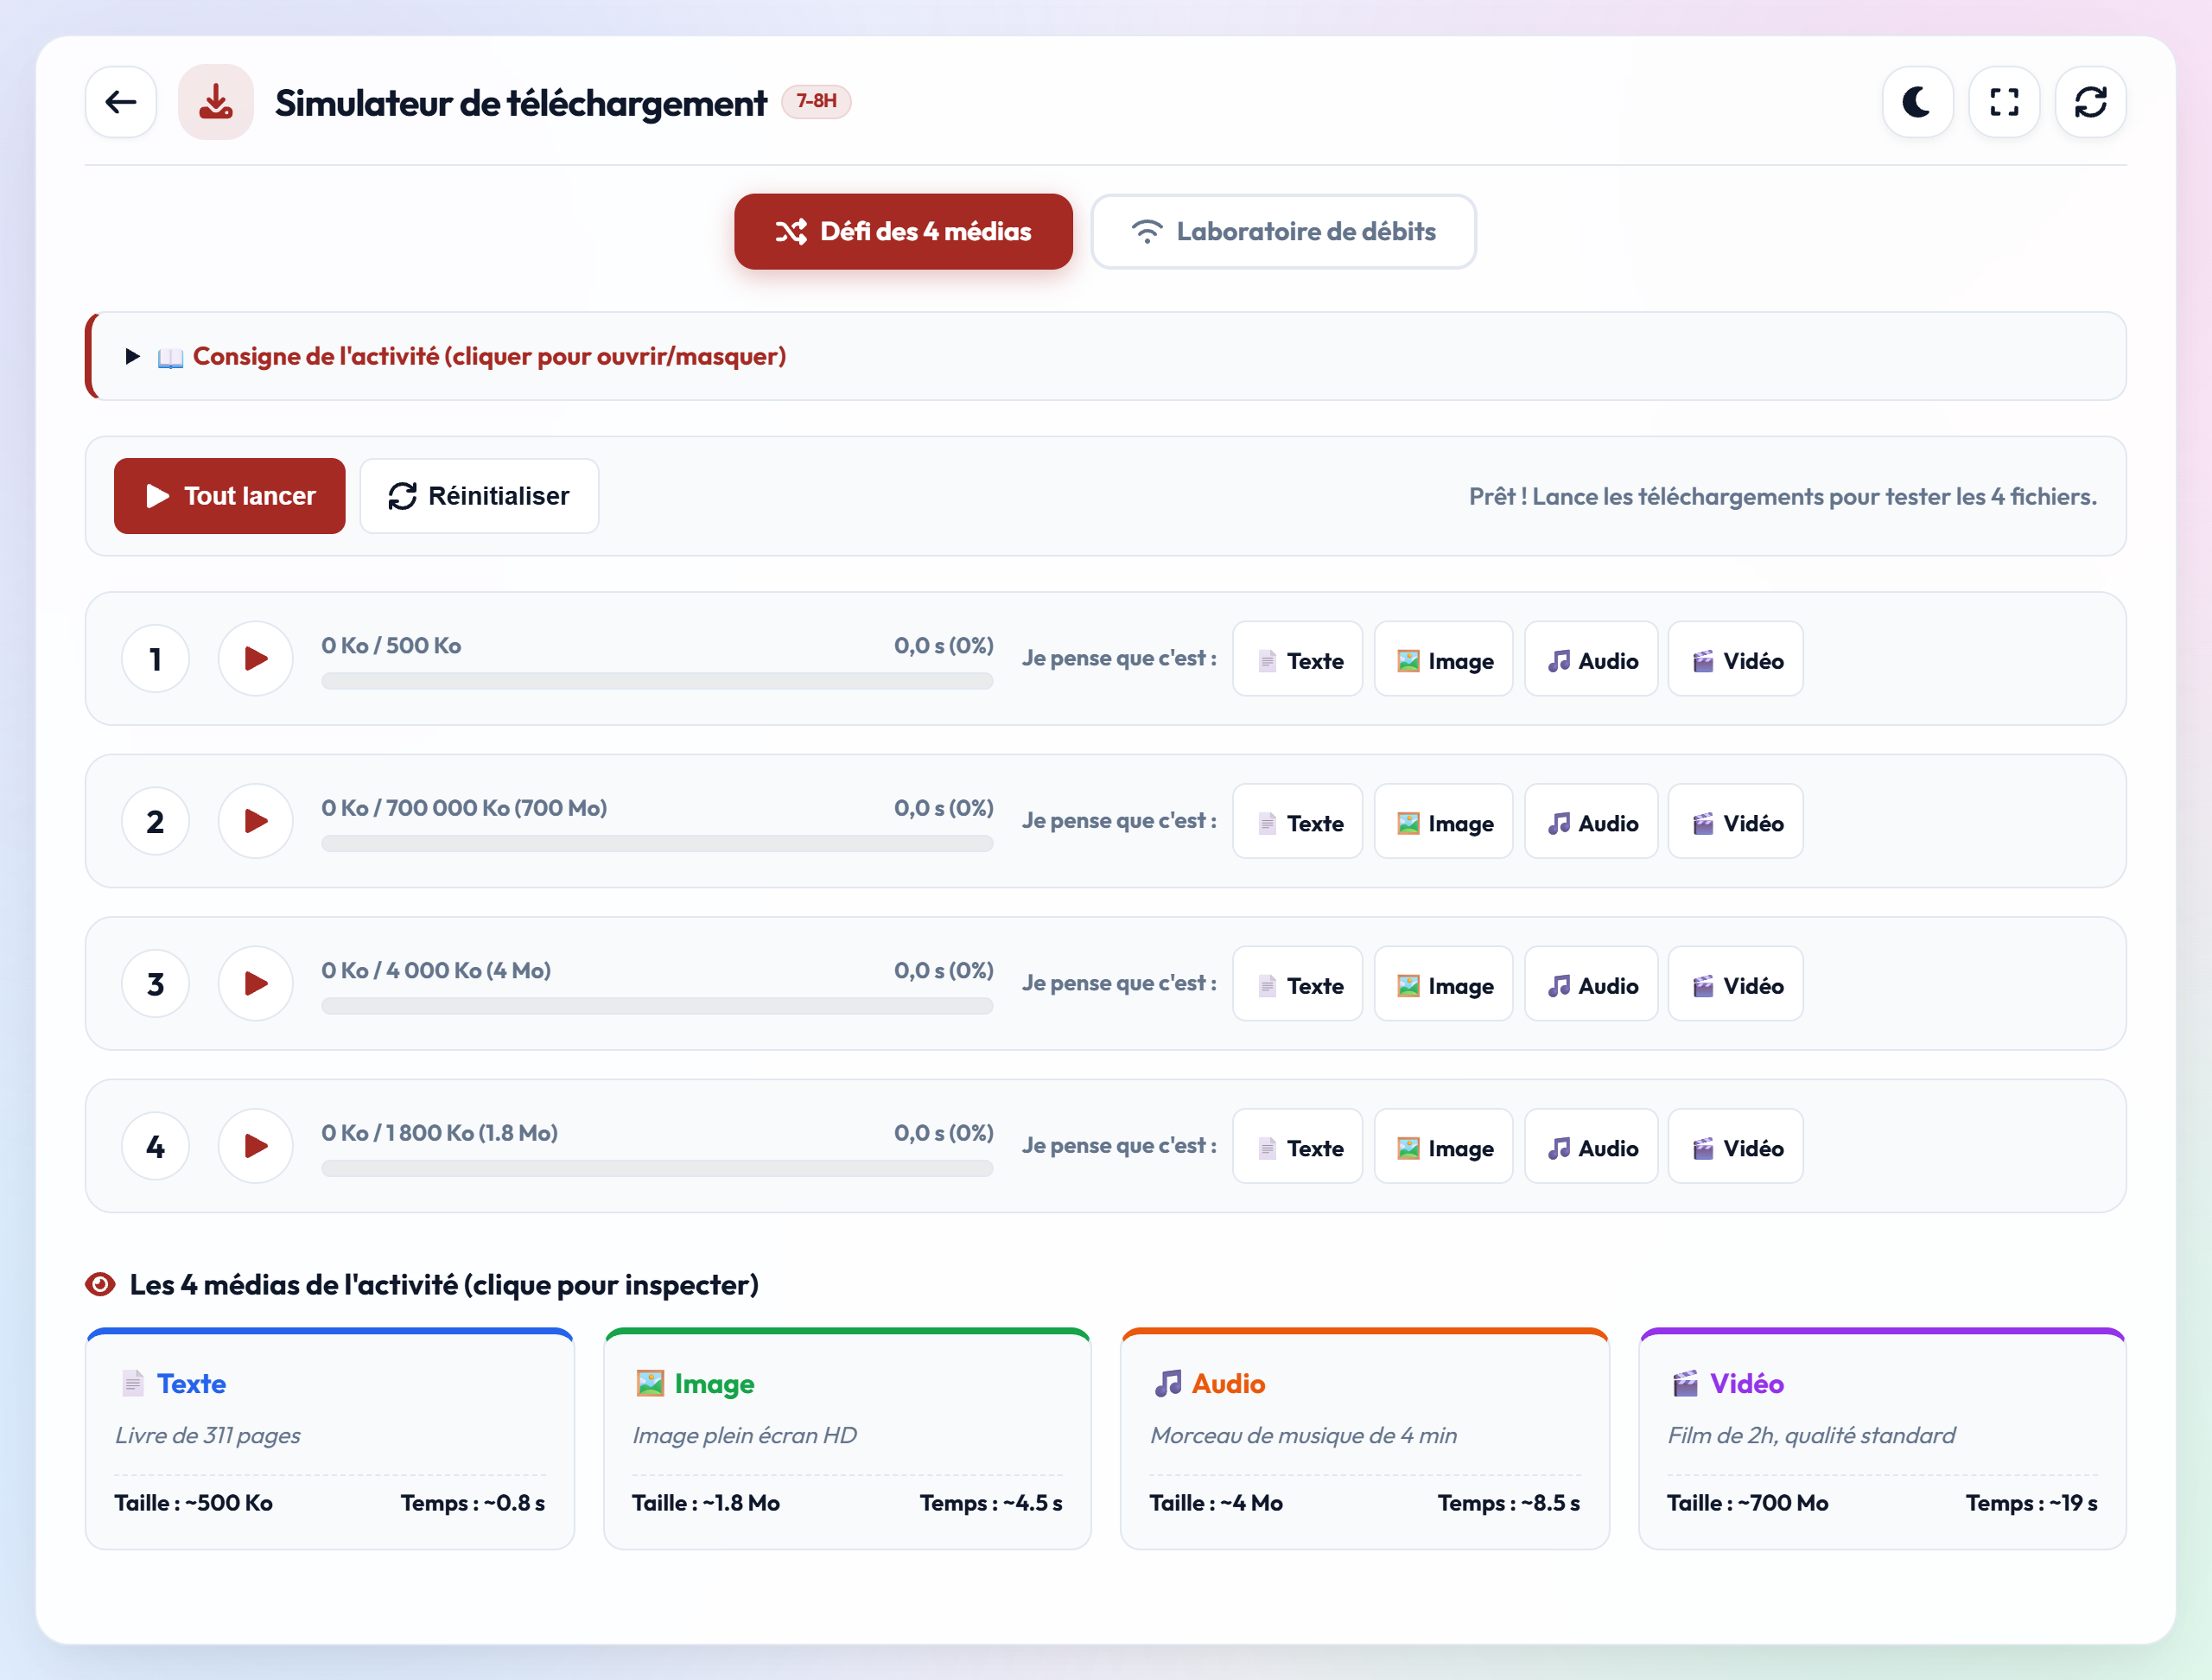 Simulateur de téléchargement 7-8H
Défi des 4 médias
Laboratoire de débits
Consigne de l'activité (cliquer pour ouvrir/masquer)
Tout lancer
Réinitialiser
Prêt ! Lance les téléchargements pour tester les 4 fichiers.
1
0 Ko / 500 Ko
0,0 s (0%)
Je pense que c'est :
Texte
Image
Audio
Vidéo
2
0 Ko / 700 000 Ko (700 Mo)
0,0 s (0%)
Je pense que c'est :
Texte
Image
Audio
Vidéo
3
0 Ko / 4 000 Ko (4 Mo)
0,0 s (0%)
Je pense que c'est :
Texte
Image
Audio
Vidéo
4
0 Ko / 1 800 Ko (1.8 Mo)
0,0 s (0%)
Je pense que c'est :
Texte
Image
Audio
Vidéo
Les 4 médias de l'activité (clique pour inspecter)
Texte
Livre de 311 pages
Taille : ~500 Ko
Temps : ~0.8 s
Image
Image plein écran HD
Taille : ~1.8 Mo
Temps : ~4.5 s
Audio
Morceau de musique de 4 min
Taille : ~4 Mo
Temps : ~8.5 s
Vidéo
Film de 2h, qualité standard
Taille : ~700 Mo
Temps : ~19 s